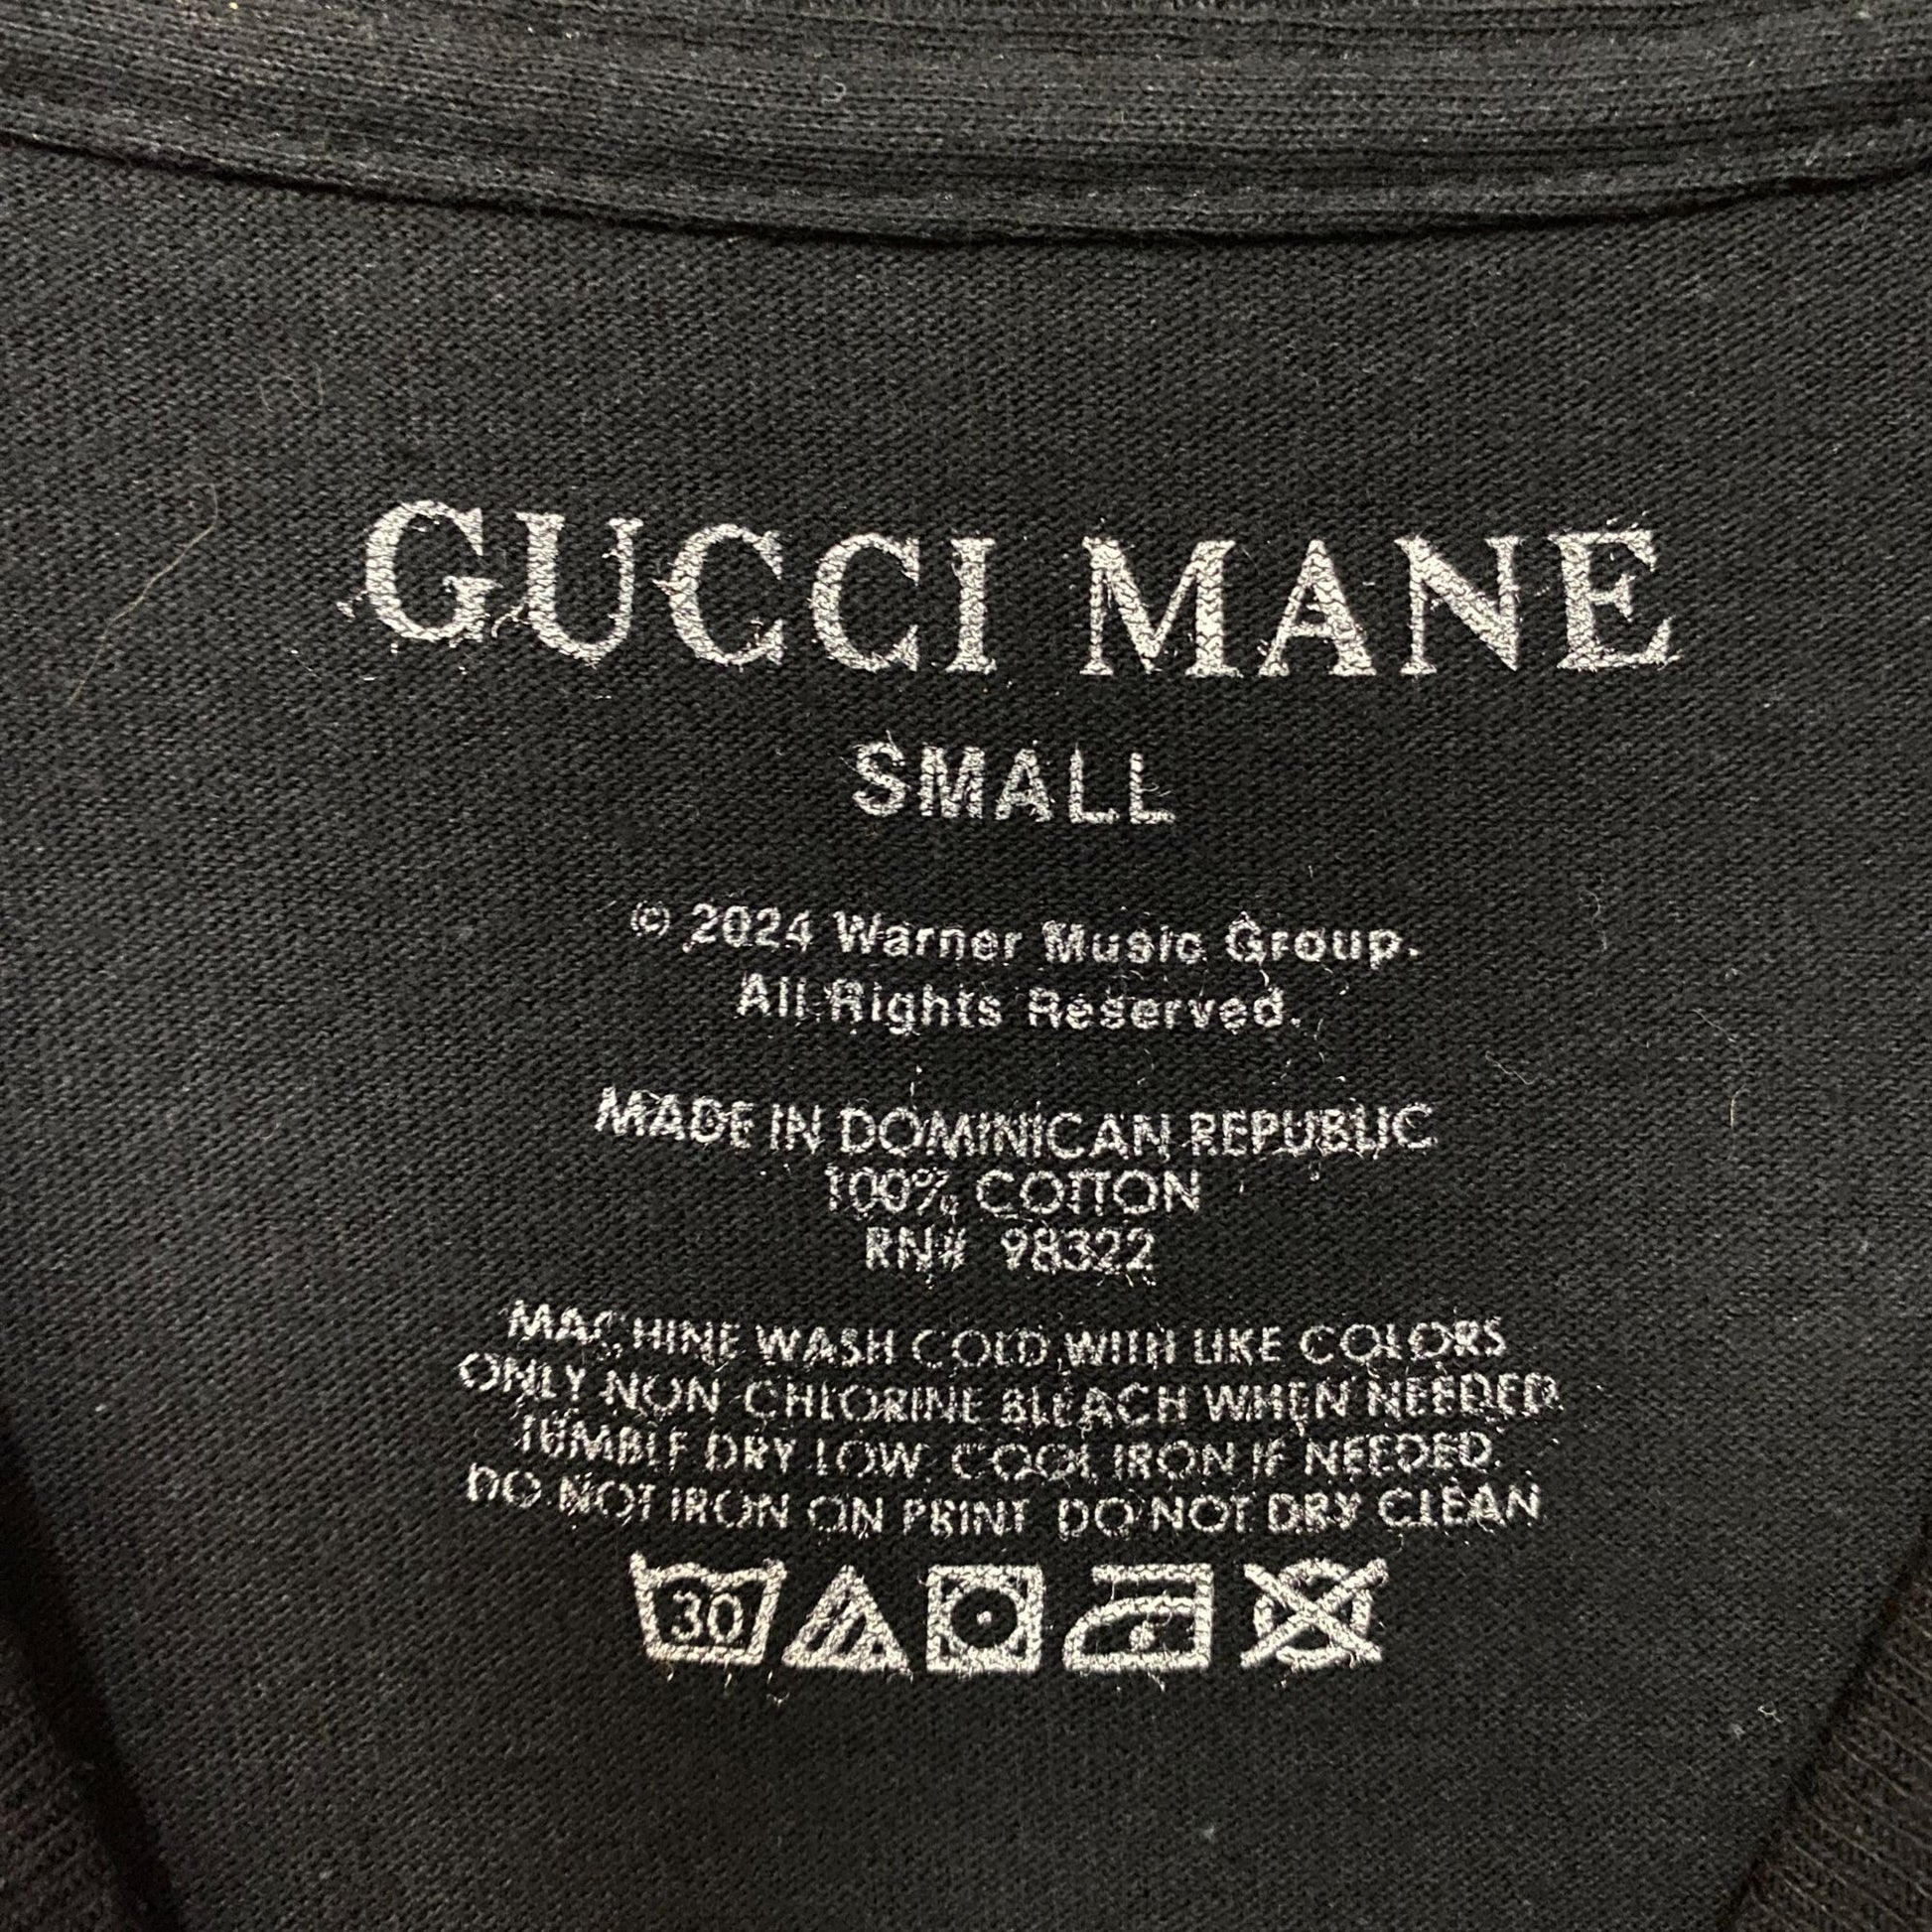 GUCCI MANE
SMALL
© 2024 Warner Music Group.
All Rights Reserved.
MADE IN DOMINICAN REPUBLIC
100% COTTON
RN# 98322
MACHINE WASH COLD WITH LIKE COLORS
ONLY NON CHLORINE BLEACH WHEN NEEDED.
TUMBLE DRY LOW. COOL IRON IF NEEDED.
DO NOT IRON ON PRINT DO NOT DRY CLEAN
30